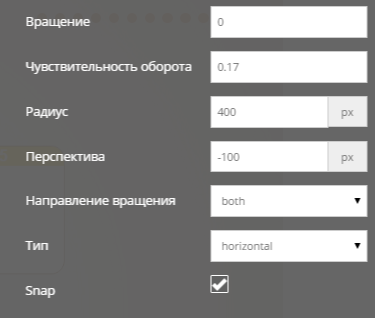 Вращение 0
Чувствительность оборота 0.17
Радиус 400 px
Перспектива -100 px
Направление вращения both
Тип horizontal
Snap